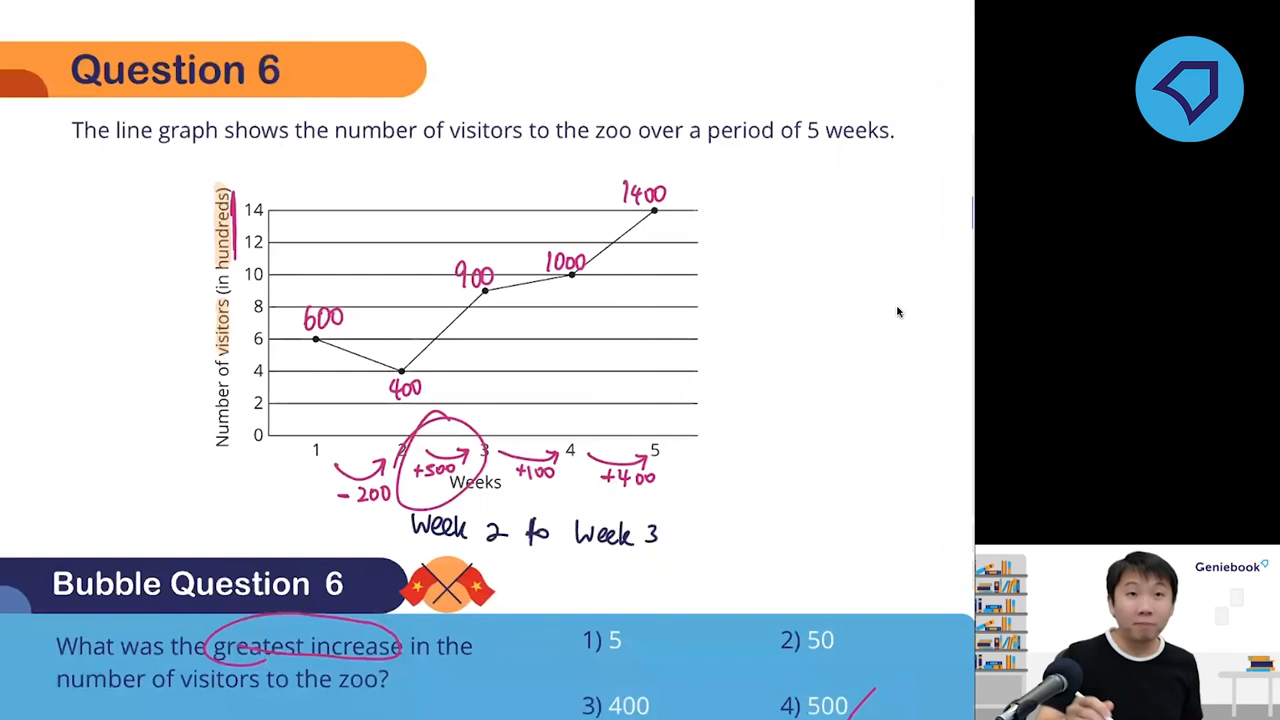 Question 6
The line graph shows the number of visitors to the zoo over a period of 5 weeks.
Number of visitors (in hundreds)
14
12
10
8
6
4
2
0
1400
1000
900
600
400
1 2 3 4 5
-200 +500 +100 +400
Weeks
Week 2 to Week 3
Bubble Question 6
What was the greatest increase in the
number of visitors to the zoo?
1) 5
2) 50
3) 400
4) 500
Geniebook